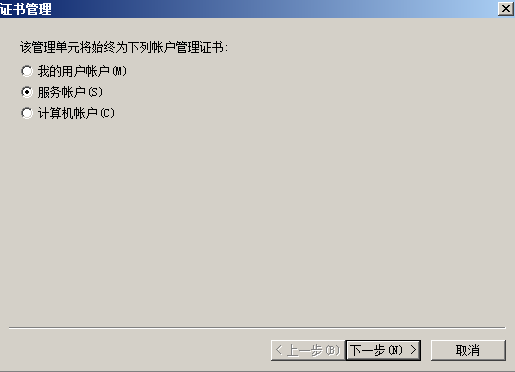 证书管理
该管理单元将始终为下列帐户管理证书:
我的用户帐户(M)
服务帐户(S)
计算机帐户(C)
< 上一步(B) 下一步(N) > 取消